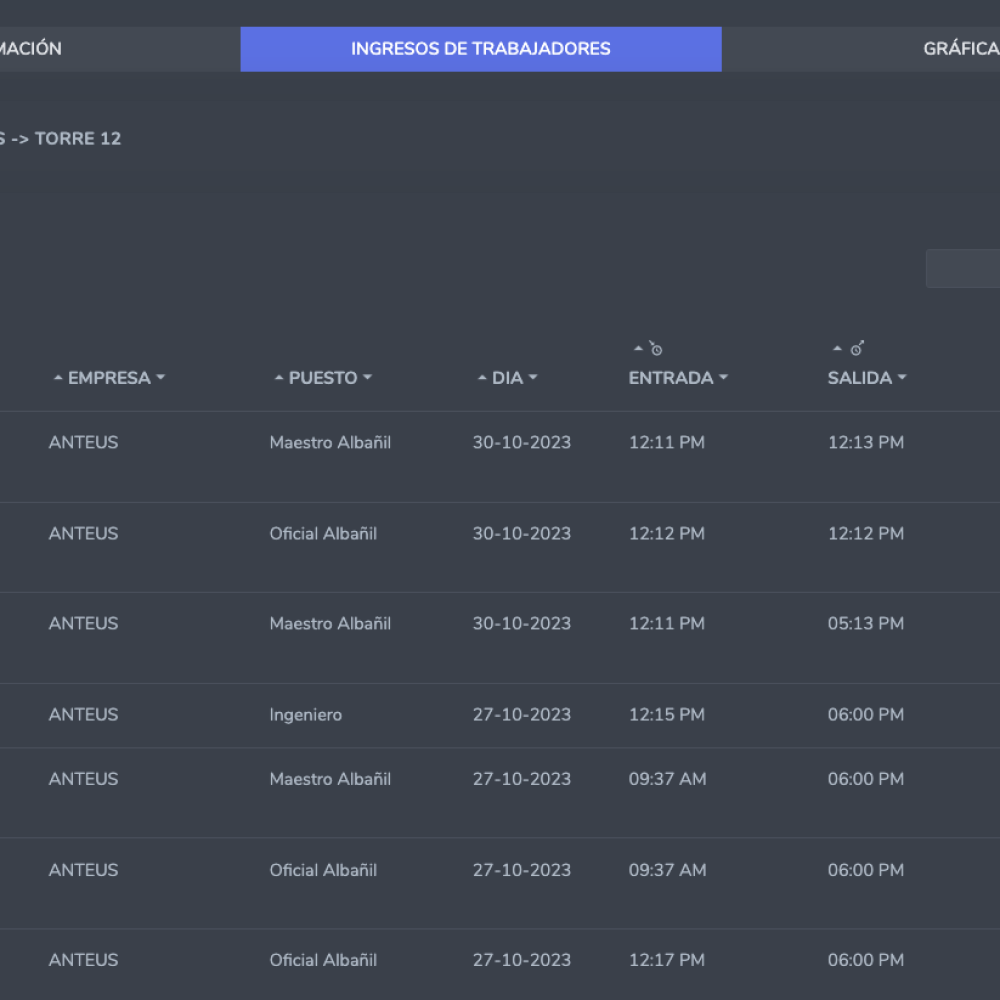 MACIÓN INGRESOS DE TRABAJADORES GRÁFICA
S -> TORRE 12
EMPRESA PUESTO DIA ENTRADA SALIDA
ANTEUS Maestro Albañil 30-10-2023 12:11 PM 12:13 PM
ANTEUS Oficial Albañil 30-10-2023 12:12 PM 12:12 PM
ANTEUS Maestro Albañil 30-10-2023 12:11 PM 05:13 PM
ANTEUS Ingeniero 27-10-2023 12:15 PM 06:00 PM
ANTEUS Maestro Albañil 27-10-2023 09:37 AM 06:00 PM
ANTEUS Oficial Albañil 27-10-2023 09:37 AM 06:00 PM
ANTEUS Oficial Albañil 27-10-2023 12:17 PM 06:00 PM